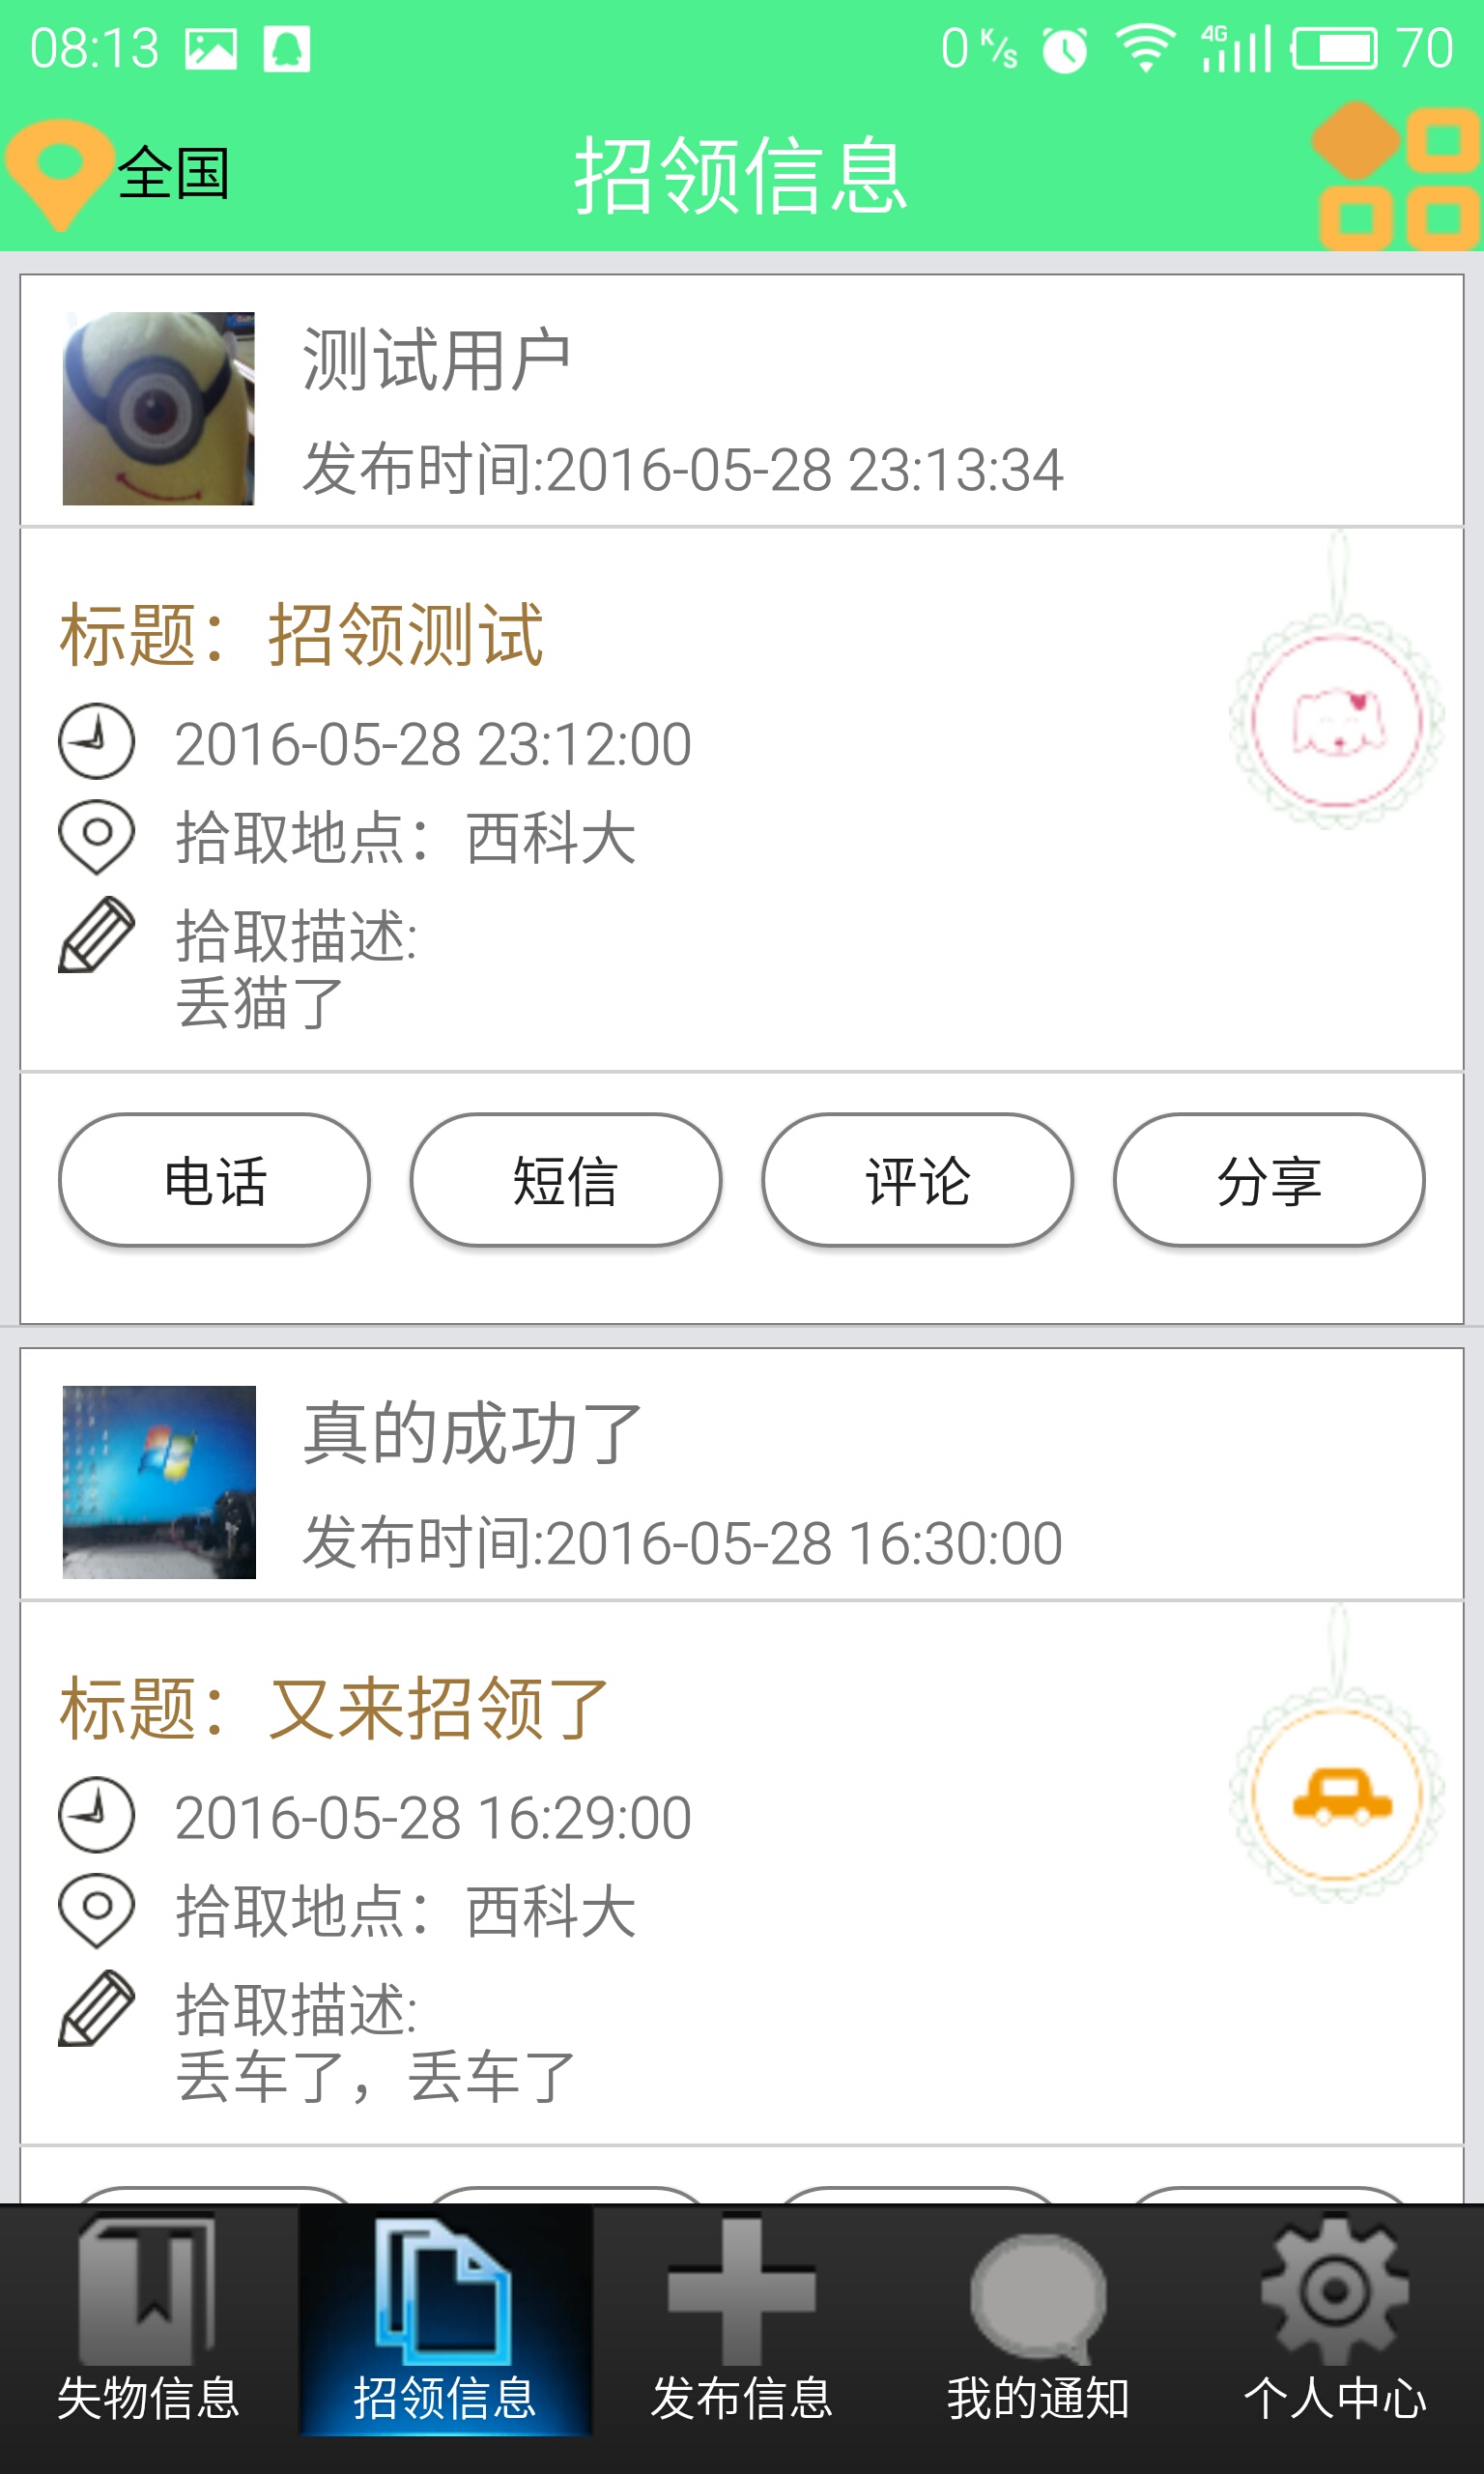 08:13 0 K/s 4G 70
全国 招领信息
测试用户
发布时间:2016-05-28 23:13:34
标题：招领测试
2016-05-28 23:12:00
拾取地点：西科大
拾取描述:
丢猫了
电话 短信 评论 分享
真的成功了
发布时间:2016-05-28 16:30:00
标题：又来招领了
2016-05-28 16:29:00
拾取地点：西科大
拾取描述:
丢车了，丢车了
失物信息 招领信息 发布信息 我的通知 个人中心